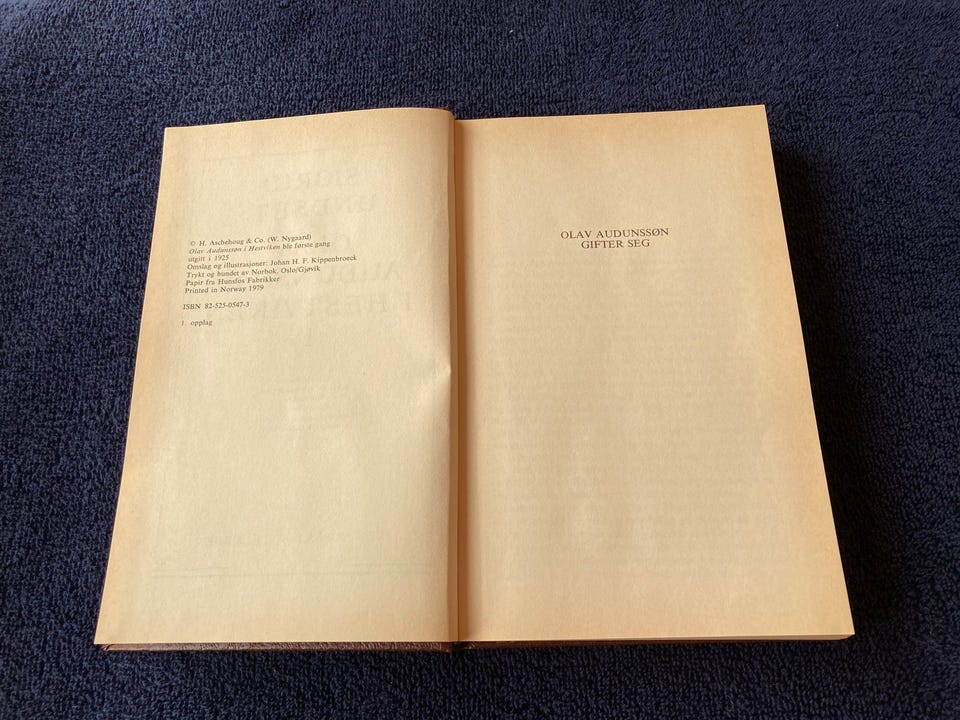 © H. Aschehoug & Co. (W. Nygaard)
Olav Audunssøn i Hestviken ble første gang
utgitt i 1925
Omslag og illustrasjoner: Johan H. F. Kippenbroeck
Trykt og bundet av Norbok, Oslo/Gjøvik
Papir fra Hunsfos Fabrikker
Printed in Norway 1979
ISBN 82-525-0547-3
1. opplag
OLAV AUDUNSSØN
GIFTER SEG